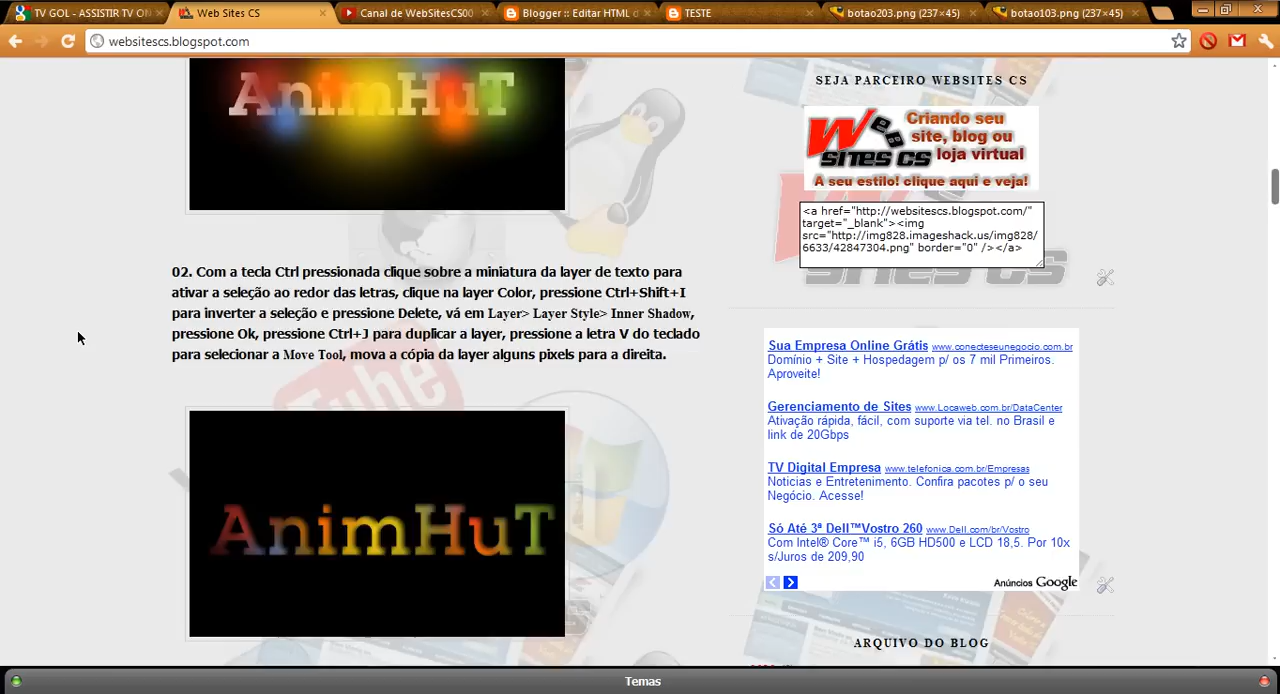 TV GOL - ASSISTIR TV ON
Web Sites CS
Canal de WebSitesCS00
Blogger :: Editar HTML d
TESTE
botao203.png (237×45)
botao103.png (237×45)
websitescs.blogspot.com
AnimHuT
02. Com a tecla Ctrl pressionada clique sobre a miniatura da layer de texto para
ativar a seleção ao redor das letras, clique na layer Color, pressione Ctrl+Shift+I
para inverter a seleção e pressione Delete, vá em Layer> Layer Style> Inner Shadow,
pressione Ok, pressione Ctrl+J para duplicar a layer, pressione a letra V do teclado
para selecionar a Move Tool, mova a cópia da layer alguns pixels para a direita.
You Tube
AnimHuT
SEJA PARCEIRO WEBSITES CS
Web
SITES CS
Criando seu
site, blog ou
loja virtual
A seu estilo! clique aqui e veja!
<a href="http://websitescs.blogspot.com/"
target="_blank"><img
src="http://img828.imageshack.us/img828/
6633/42847304.png" border="0" /></a>
Sua Empresa Online Grátis www.conecteseunegocio.com.br
Domínio + Site + Hospedagem p/ os 7 mil Primeiros.
Aproveite!
Gerenciamento de Sites www.Locaweb.com.br/DataCenter
Ativação rápida, fácil, com suporte via tel. no Brasil e
link de 20Gbps
TV Digital Empresa www.telefonica.com.br/Empresas
Noticias e Entretenimento. Confira pacotes p/ o seu
Negócio. Acesse!
Só Até 3ª Dell™Vostro 260 www.Dell.com/br/Vostro
Com Intel® Core™ i5, 6GB HD500 e LCD 18,5. Por 10x
s/Juros de 209,90
Anúncios Google
ARQUIVO DO BLOG
Temas